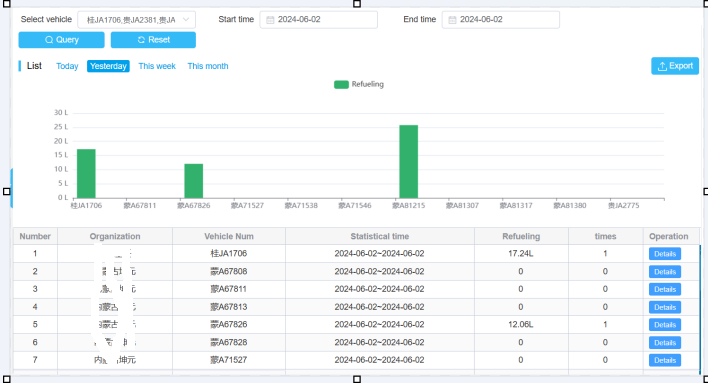 Select vehicle 桂JA1706,贵JA2381,贵JA Start time 2024-06-02 End time 2024-06-02
Query Reset
List Today Yesterday This week This month Export
Refueling
30 L
25 L
20 L
15 L
10 L
5 L
0 L
桂JA1706 蒙A67811 蒙A67826 蒙A71527 蒙A71538 蒙A71546 蒙A81215 蒙A81307 蒙A81317 蒙A81380 贵JA2775
Number Organization Vehicle Num Statistical time Refueling times Operation
1 桂JA1706 2024-06-02~2024-06-02 17.24L 1 Details
2 蒙A67808 2024-06-02~2024-06-02 0 0 Details
3 蒙A67811 2024-06-02~2024-06-02 0 0 Details
4 蒙A67813 2024-06-02~2024-06-02 0 0 Details
5 蒙A67826 2024-06-02~2024-06-02 12.06L 1 Details
6 蒙A67828 2024-06-02~2024-06-02 0 0 Details
7 蒙A71527 2024-06-02~2024-06-02 0 0 Details